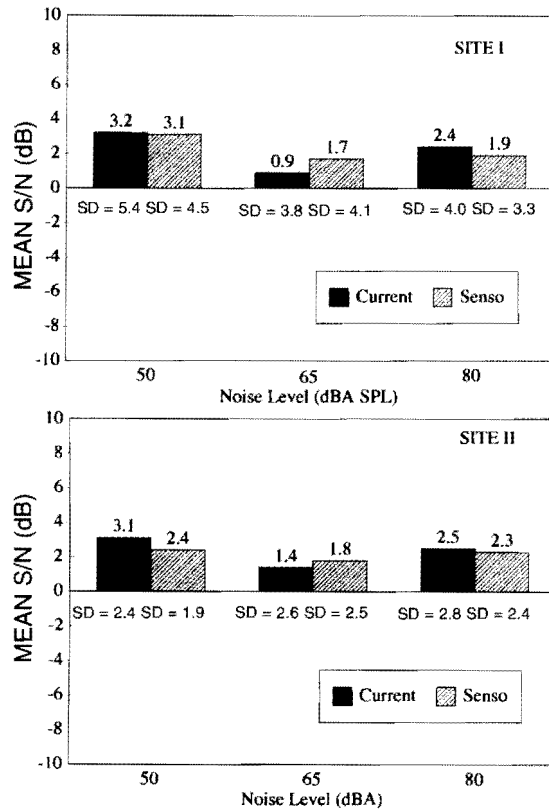 SITE I
MEAN S/N (dB)
10
8
6
4
2
0
-2
-4
-6
-8
-10
3.2 3.1
0.9 1.7
2.4 1.9
SD = 5.4 SD = 4.5 SD = 3.8 SD = 4.1 SD = 4.0 SD = 3.3
Current Senso
50 65 80
Noise Level (dBA SPL)
SITE II
MEAN S/N (dB)
10
8
6
4
2
0
-2
-4
-6
-8
-10
3.1 2.4
1.4 1.8
2.5 2.3
SD = 2.4 SD = 1.9 SD = 2.6 SD = 2.5 SD = 2.8 SD = 2.4
Current Senso
50 65 80
Noise Level (dBA)